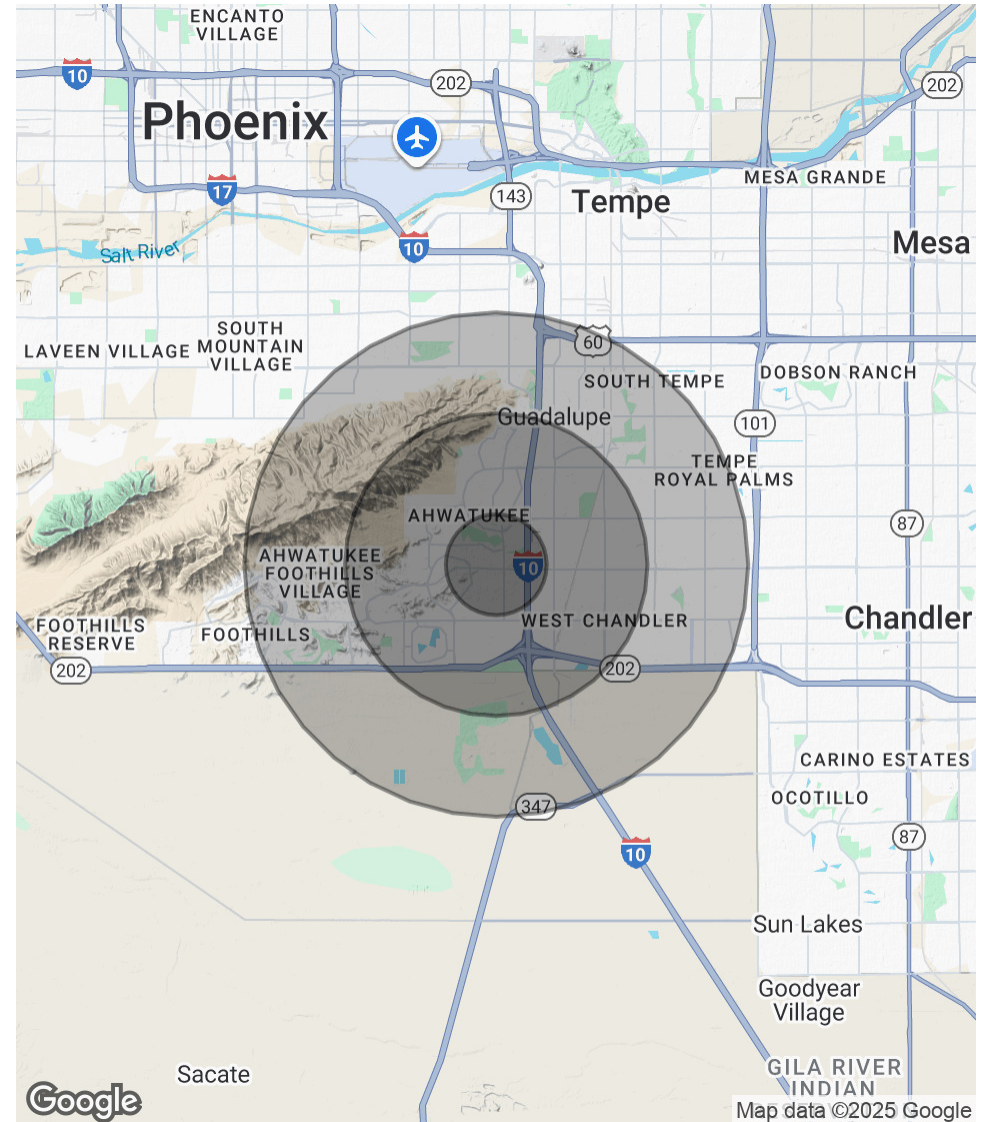 ENCANTO
VILLAGE
10
202
202
Phoenix
17
143
MESA GRANDE
Tempe
Mesa
10
Salt River
SOUTH
MOUNTAIN
VILLAGE
LAVEEN VILLAGE
60
SOUTH TEMPE
DOBSON RANCH
Guadalupe
101
TEMPE
ROYAL PALMS
AHWATUKEE
87
AHWATUKEE
FOOTHILLS
VILLAGE
10
WEST CHANDLER
Chandler
FOOTHILLS
RESERVE
FOOTHILLS
202
202
CARINO ESTATES
OCOTILLO
347
87
10
Sun Lakes
Goodyear
Village
Sacate
GILA RIVER
INDIAN
Google
Map data ©2025 Google